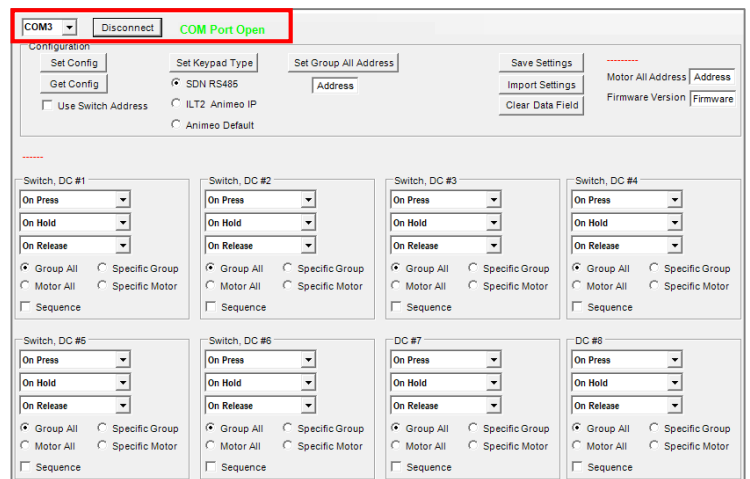 COM3 Disconnect COM Port Open
Configuration
Set Config Set Keypad Type Set Group All Address Save Settings ---------
Get Config SDN RS485 Address Import Settings Motor All Address Address
Use Switch Address ILT2 Animeo IP Clear Data Field Firmware Version Firmware
Animeo Default
------
Switch, DC #1 Switch, DC #2 Switch, DC #3 Switch, DC #4
On Press On Press On Press On Press
On Hold On Hold On Hold On Hold
On Release On Release On Release On Release
Group All Specific Group Group All Specific Group Group All Specific Group Group All Specific Group
Motor All Specific Motor Motor All Specific Motor Motor All Specific Motor Motor All Specific Motor
Sequence Sequence Sequence Sequence
Switch, DC #5 Switch, DC #6 DC #7 DC #8
On Press On Press On Press On Press
On Hold On Hold On Hold On Hold
On Release On Release On Release On Release
Group All Specific Group Group All Specific Group Group All Specific Group Group All Specific Group
Motor All Specific Motor Motor All Specific Motor Motor All Specific Motor Motor All Specific Motor
Sequence Sequence Sequence Sequence